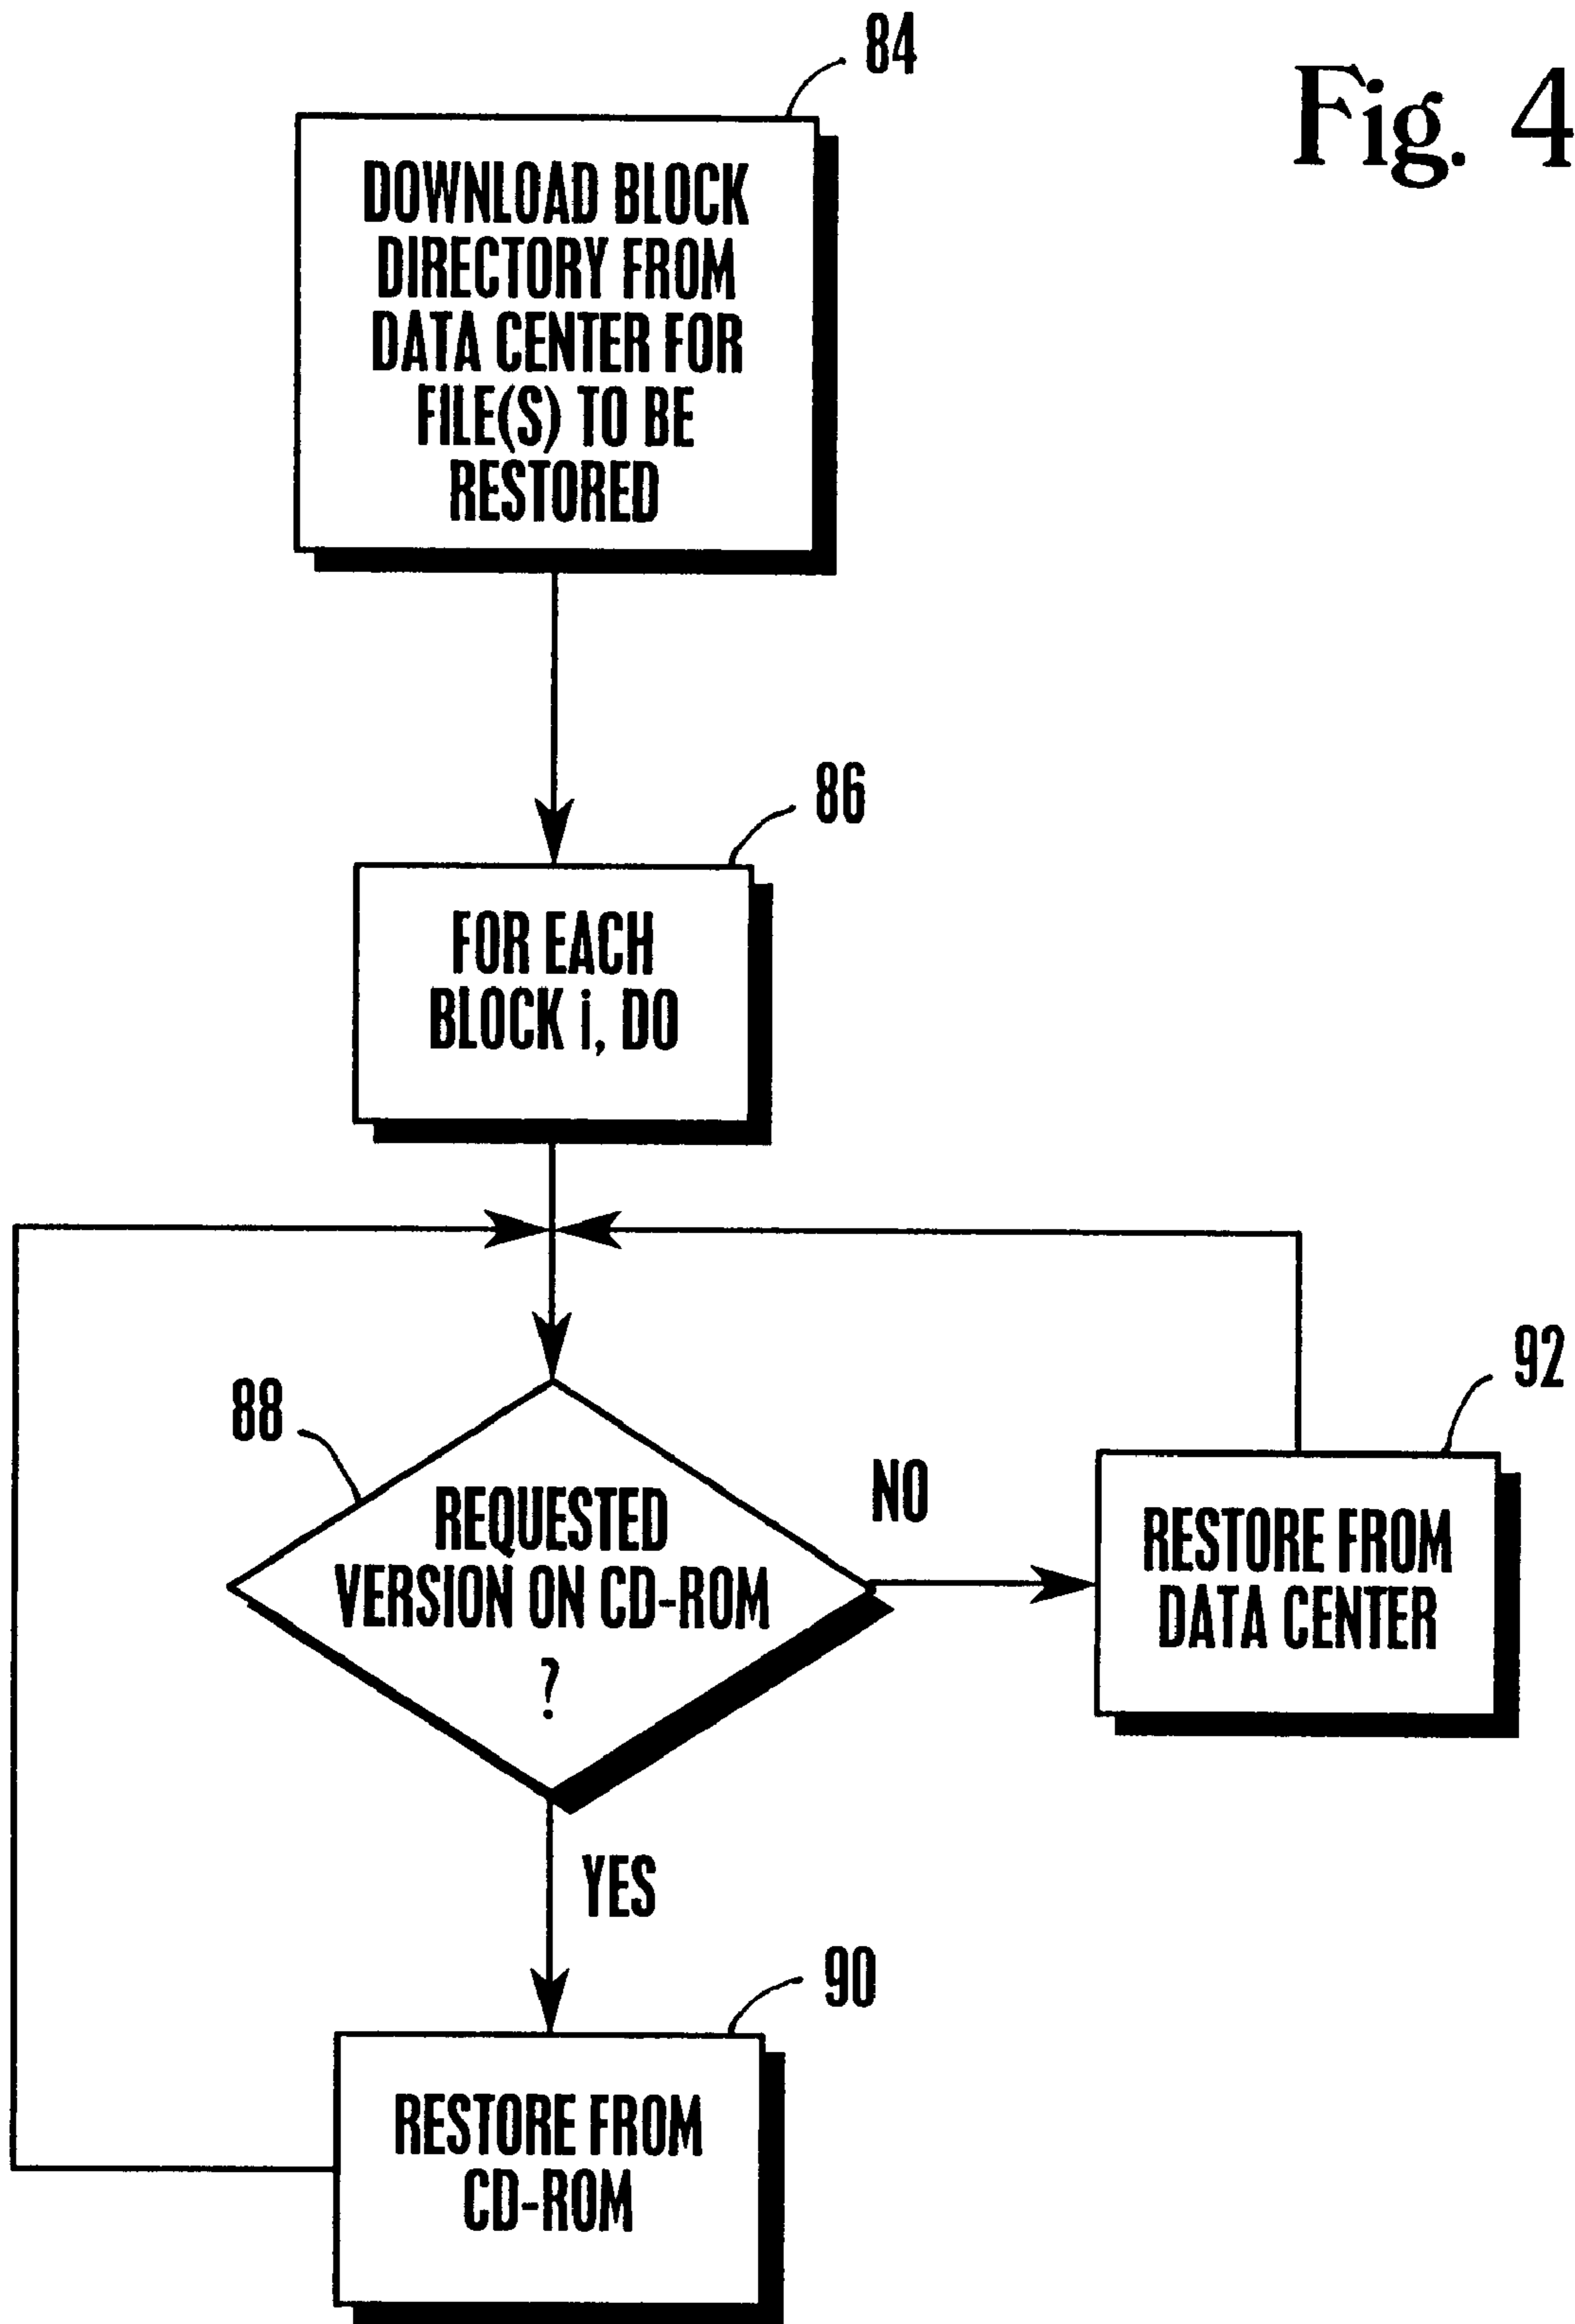 Fig. 4
84
DOWNLOAD BLOCK
DIRECTORY FROM
DATA CENTER FOR
FILE(S) TO BE
RESTORED
86
FOR EACH
BLOCK i, DO
88
REQUESTED
VERSION ON CD-ROM
?
NO
92
RESTORE FROM
DATA CENTER
YES
90
RESTORE FROM
CD-ROM